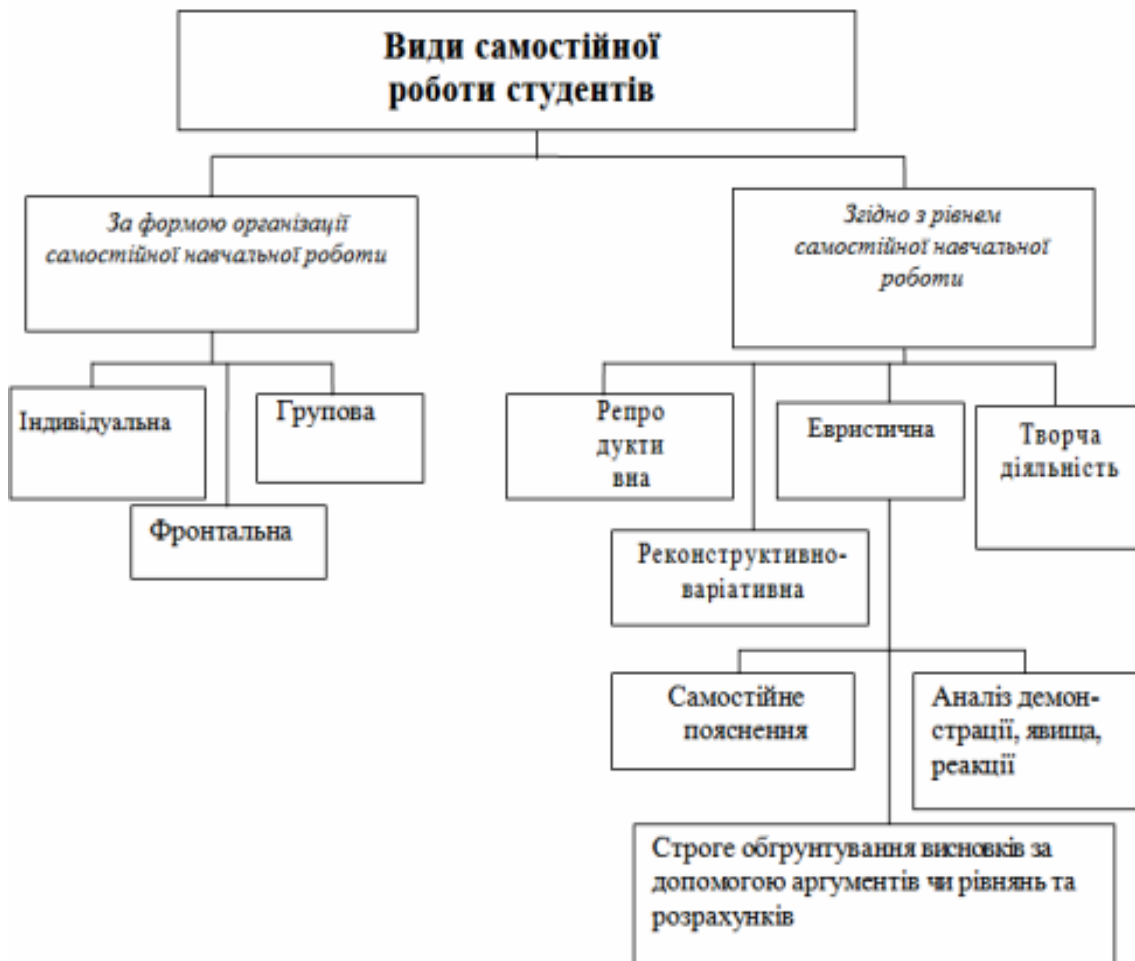 Види самостійної
роботи студентів
За формою організації
самостійної навчальної роботи
Згідно з рівнем
самостійної навчальної
роботи
Індивідуальна
Групова
Фронтальна
Репро
дукти
вна
Евристична
Творча
діяльність
Реконструктивно-
варіативна
Самостійне
пояснення
Аналіз демон-
страції, явища,
реакції
Строге обгрунтування висновків за
допомогою аргументів чи рівнянь та
розрахунків